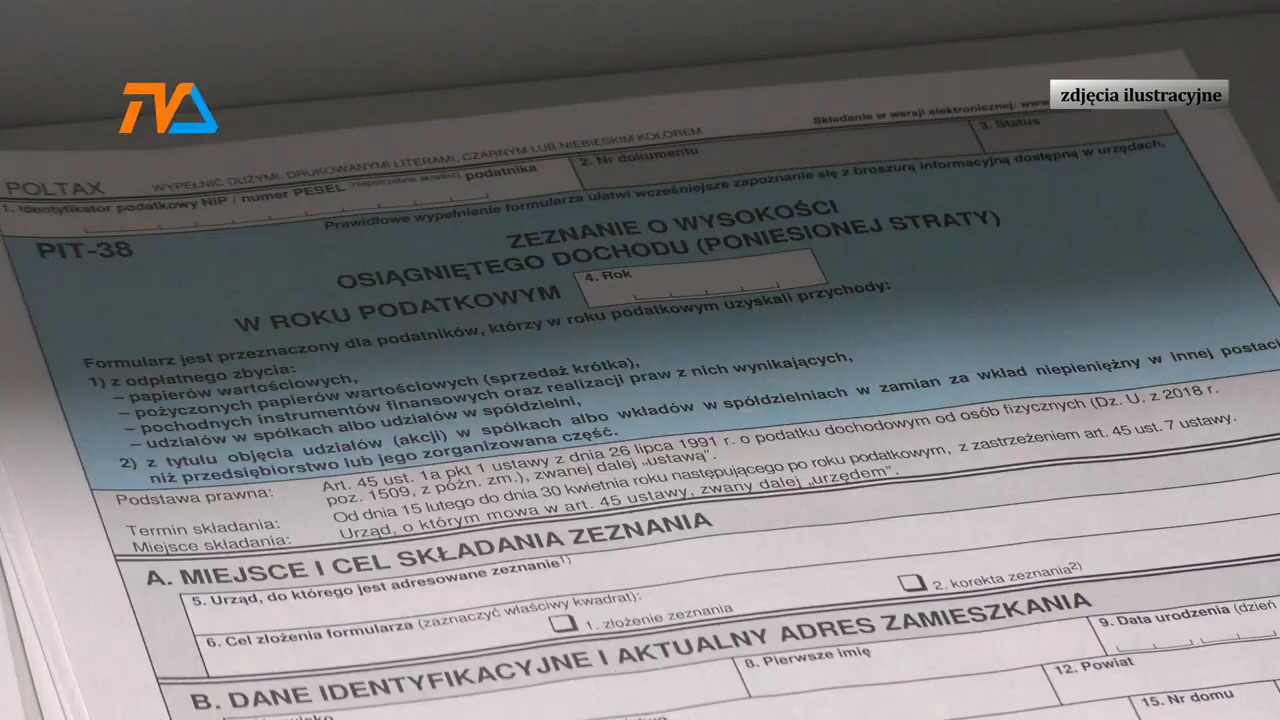 TVA
zdjęcia ilustracyjne
POLTAX
WYPEŁNIĆ DUŻYMI, DRUKOWANYMI LITERAMI, CZARNYM LUB NIEBIESKIM KOLOREM
Składanie w wersji elektronicznej: www
1. Identyfikator podatkowy NIP / numer PESEL (niepotrzebne skreślić) podatnika
2. Nr dokumentu
3. Status
Prawidłowe wypełnienie formularza ułatwi wcześniejsze zapoznanie się z broszurą informacyjną dostępną w urzędach.
PIT-38
ZEZNANIE O WYSOKOŚCI
OSIĄGNIĘTEGO DOCHODU (PONIESIONEJ STRATY)
W ROKU PODATKOWYM
4. Rok
Formularz jest przeznaczony dla podatników, którzy w roku podatkowym uzyskali przychody:
1) z odpłatnego zbycia:
– papierów wartościowych,
– pożyczonych papierów wartościowych (sprzedaż krótka),
– pochodnych instrumentów finansowych oraz realizacji praw z nich wynikających,
– udziałów w spółkach albo udziałów w spółdzielni,
2) z tytułu objęcia udziałów (akcji) w spółkach albo wkładów w spółdzielniach w zamian za wkład niepieniężny w innej postaci
niż przedsiębiorstwo lub jego zorganizowana część.
Podstawa prawna: Art. 45 ust. 1a pkt 1 ustawy z dnia 26 lipca 1991 r. o podatku dochodowym od osób fizycznych (Dz. U. z 2018 r.
poz. 1509, z późn. zm.), zwanej dalej „ustawą".
Termin składania: Od dnia 15 lutego do dnia 30 kwietnia roku następującego po roku podatkowym, z zastrzeżeniem art. 45 ust. 7 ustawy.
Miejsce składania: Urząd, o którym mowa w art. 45 ustawy, zwany dalej „urzędem".
A. MIEJSCE I CEL SKŁADANIA ZEZNANIA
5. Urząd, do którego jest adresowane zeznanie1)
6. Cel złożenia formularza (zaznaczyć właściwy kwadrat):
1. złożenie zeznania
2. korekta zeznania2)
B. DANE IDENTYFIKACYJNE I AKTUALNY ADRES ZAMIESZKANIA
8. Pierwsze imię
9. Data urodzenia (dzień
12. Powiat
15. Nr domu